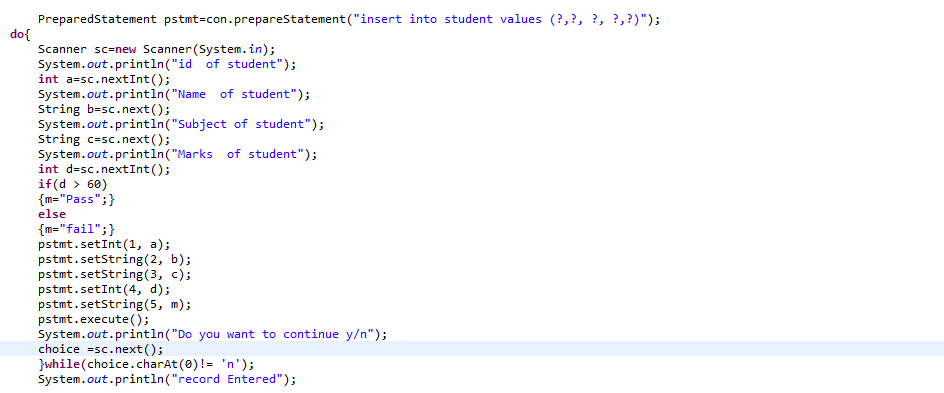 PreparedStatement pstmt=con.prepareStatement("insert into student values (?,?, ?, ?,?)");
do{
Scanner sc=new Scanner(System.in);
System.out.println("id  of student");
int a=sc.nextInt();
System.out.println("Name  of student");
String b=sc.next();
System.out.println("Subject of student");
String c=sc.next();
System.out.println("Marks  of student");
int d=sc.nextInt();
if(d > 60)
{m="Pass";}
else
{m="fail";}
pstmt.setInt(1, a);
pstmt.setString(2, b);
pstmt.setString(3, c);
pstmt.setInt(4, d);
pstmt.setString(5, m);
pstmt.execute();
System.out.println("Do you want to continue y/n");
choice =sc.next();
}while(choice.charAt(0)!= 'n');
System.out.println("record Entered");